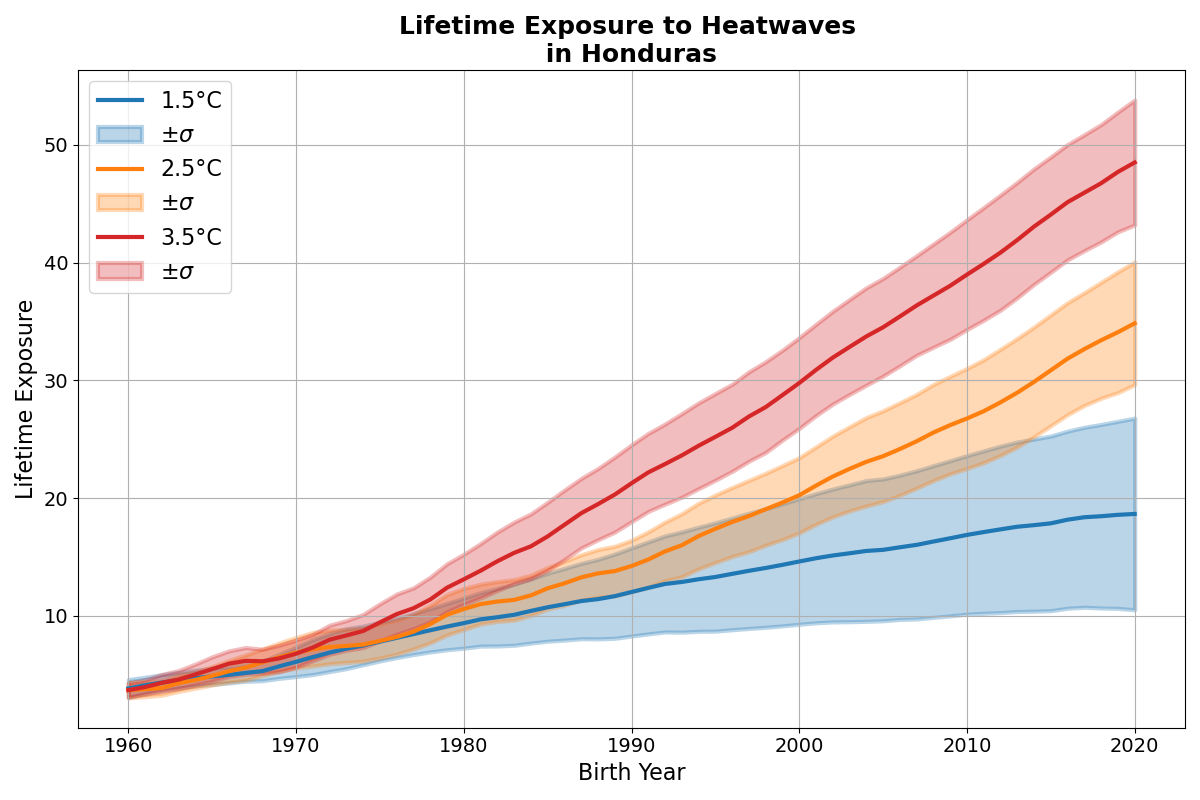 Lifetime Exposure to Heatwaves
in Honduras
1.5°C
±σ
2.5°C
±σ
3.5°C
±σ
Lifetime Exposure
50
40
30
20
10
1960 1970 1980 1990 2000 2010 2020
Birth Year